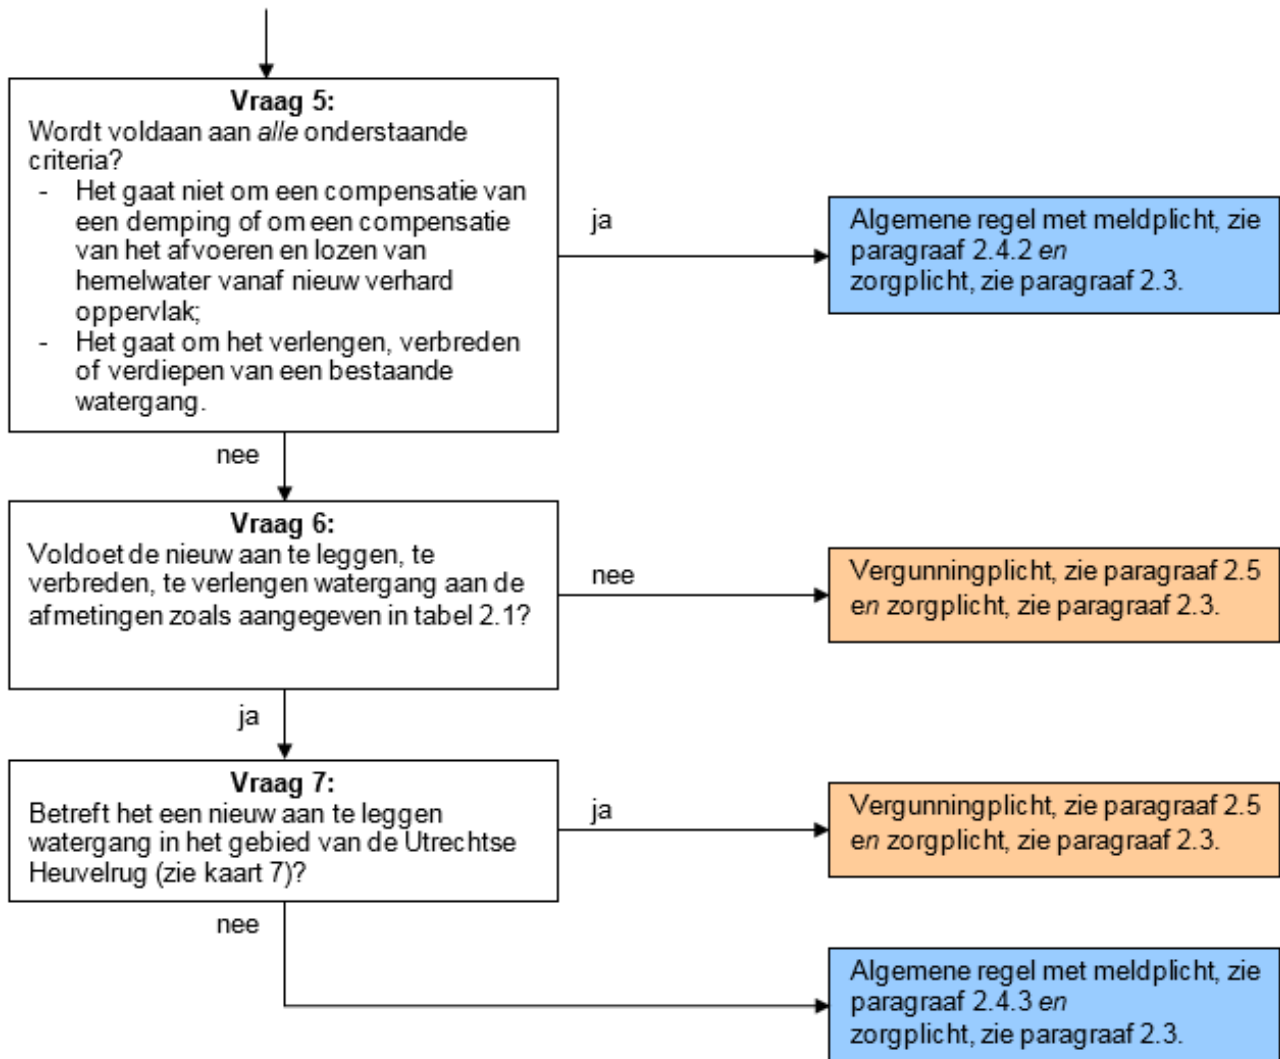 Vraag 5:
Wordt voldaan aan alle onderstaande
criteria?
- Het gaat niet om een compensatie van
een demping of om een compensatie
van het afvoeren en lozen van
hemelwater vanaf nieuw verhard
oppervlak;
- Het gaat om het verlengen, verbreden
of verdiepen van een bestaande
watergang.
ja
Algemene regel met meldplicht, zie
paragraaf 2.4.2 en
zorgplicht, zie paragraaf 2.3.
nee
Vraag 6:
Voldoet de nieuw aan te leggen, te
verbreden, te verlengen watergang aan de
afmetingen zoals aangegeven in tabel 2.1?
nee
Vergunningplicht, zie paragraaf 2.5
en zorgplicht, zie paragraaf 2.3.
ja
Vraag 7:
Betreft het een nieuw aan te leggen
watergang in het gebied van de Utrechtse
Heuvelrug (zie kaart 7)?
ja
Vergunningplicht, zie paragraaf 2.5
en zorgplicht, zie paragraaf 2.3.
nee
Algemene regel met meldplicht, zie
paragraaf 2.4.3 en
zorgplicht, zie paragraaf 2.3.